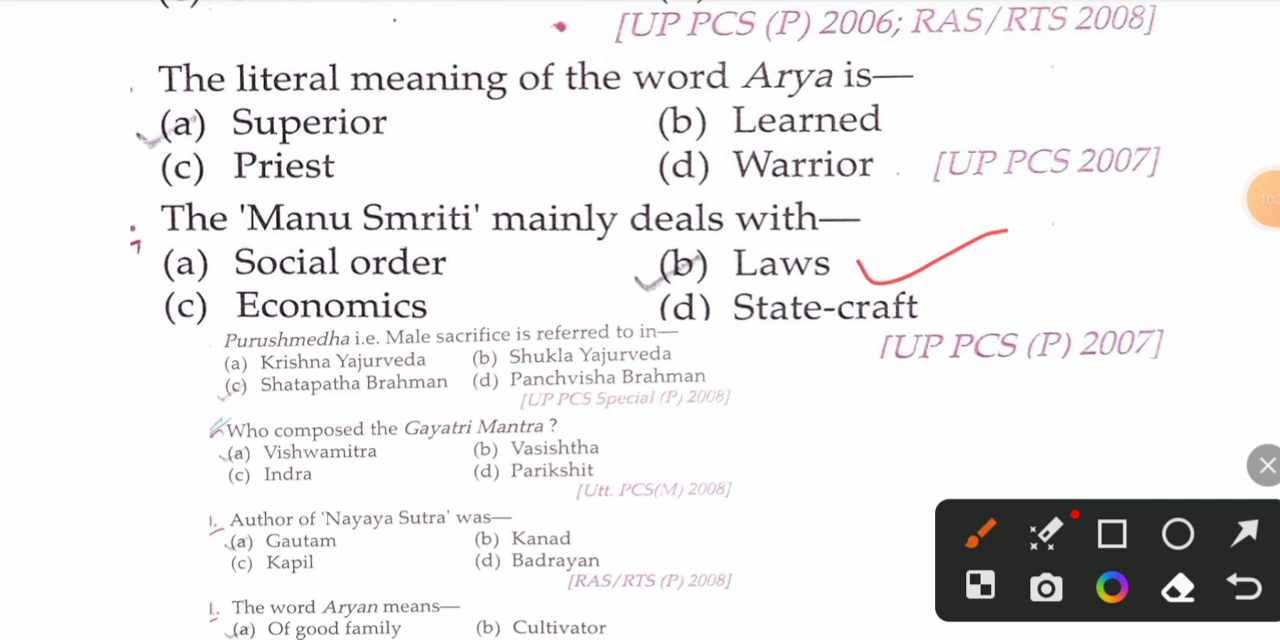 [UP PCS (P) 2006; RAS/RTS 2008]
The literal meaning of the word Arya is—
(a) Superior (b) Learned
(c) Priest (d) Warrior [UP PCS 2007]
The 'Manu Smriti' mainly deals with—
(a) Social order (b) Laws
(c) Economics (d) State-craft
[UP PCS (P) 2007]
Purushmedha i.e. Male sacrifice is referred to in—
(a) Krishna Yajurveda (b) Shukla Yajurveda
(c) Shatapatha Brahman (d) Panchvisha Brahman
[UP PCS Special (P) 2008]
Who composed the Gayatri Mantra ?
(a) Vishwamitra (b) Vasishtha
(c) Indra (d) Parikshit
[Utt. PCS(M) 2008]
1. Author of 'Nayaya Sutra' was—
(a) Gautam (b) Kanad
(c) Kapil (d) Badrayan
[RAS/RTS (P) 2008]
1. The word Aryan means—
(a) Of good family (b) Cultivator